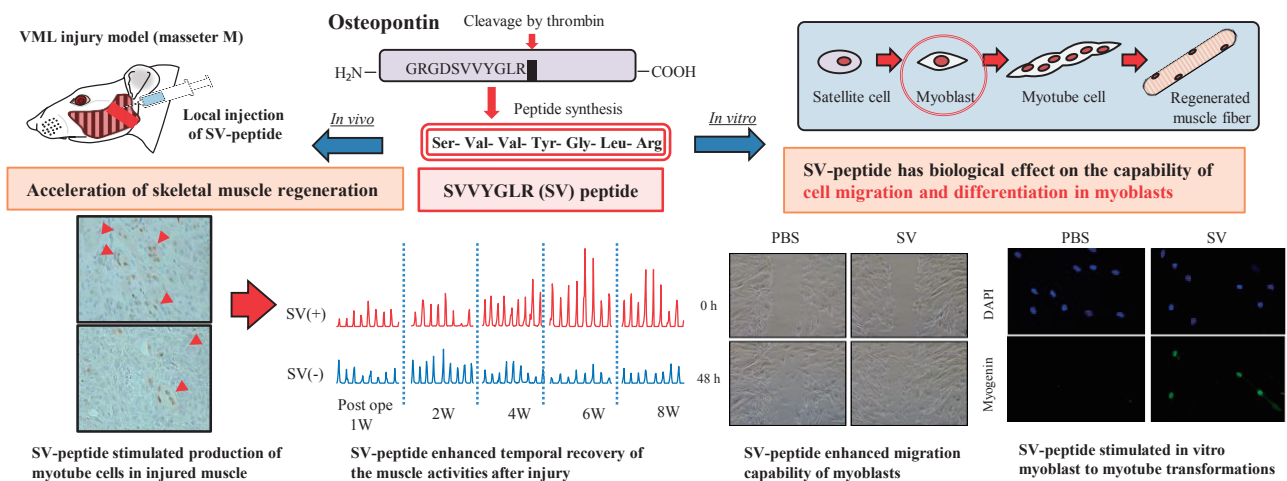 VML injury model (masseter M)
Local injection
of SV-peptide
Osteopontin
Cleavage by thrombin
H₂N
GRGDSVVYGLR
COOH
Peptide synthesis
In vivo
Ser- Val- Val- Tyr- Gly- Leu- Arg
In vitro
SVVYGLR (SV) peptide
Satellite cell
Myoblast
Myotube cell
Regenerated
muscle fiber
Acceleration of skeletal muscle regeneration
SV-peptide has biological effect on the capability of
cell migration and differentiation in myoblasts
SV(+)
SV(-)
Post ope
1W
2W
4W
6W
8W
PBS
SV
0 h
48 h
PBS
SV
DAPI
Myogenin
SV-peptide stimulated production of
myotube cells in injured muscle
SV-peptide enhanced temporal recovery of
the muscle activities after injury
SV-peptide enhanced migration
capability of myoblasts
SV-peptide stimulated in vitro
myoblast to myotube transformations